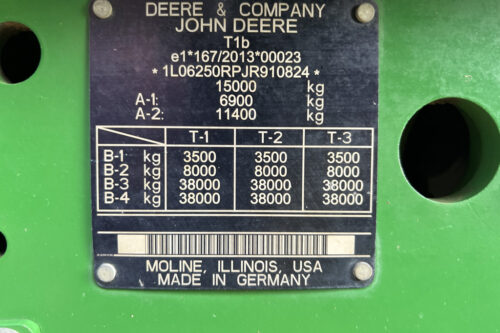 DEERE & COMPANY
JOHN DEERE
T1b
e1*167/2013*00023
*1L06250RPJR910824*
15000 kg
A-1: 6900 kg
A-2: 11400 kg
T-1 T-2 T-3
B-1 kg 3500 3500 3500
B-2 kg 8000 8000 8000
B-3 kg 38000 38000 38000
B-4 kg 38000 38000 38000
MOLINE, ILLINOIS, USA
MADE IN GERMANY